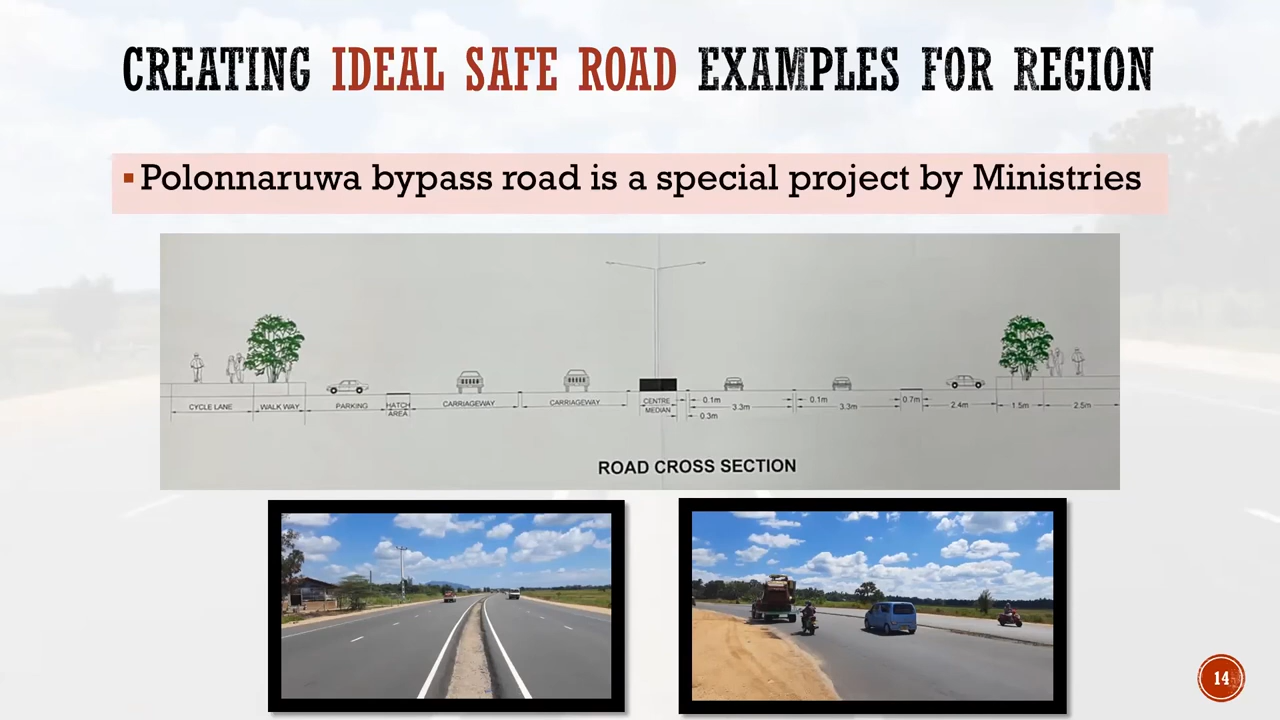 CREATING IDEAL SAFE ROAD EXAMPLES FOR REGION
▪ Polonnaruwa bypass road is a special project by Ministries
CYCLE LANE WALK WAY PARKING HATCH AREA CARRIAGEWAY CARRIAGEWAY CENTRE MEDIAN 0.1m 3.3m 0.3m 0.1m 3.3m 0.7m 2.4m 1.5m 2.5m
ROAD CROSS SECTION
14